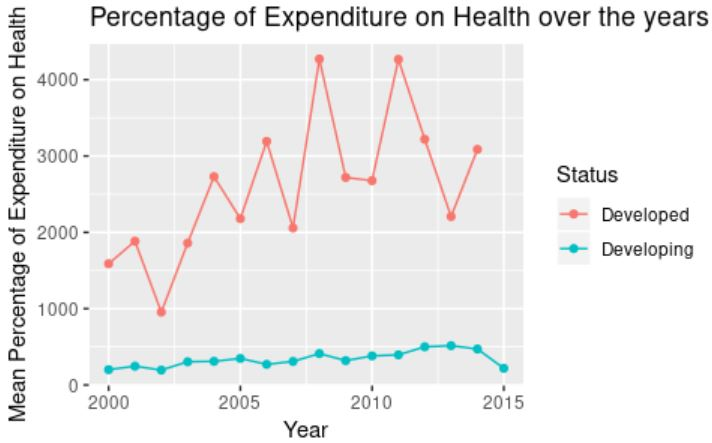 Percentage of Expenditure on Health over the years
Mean Percentage of Expenditure on Health
4000
3000
2000
1000
0
2000 2005 2010 2015
Year
Status
Developed
Developing